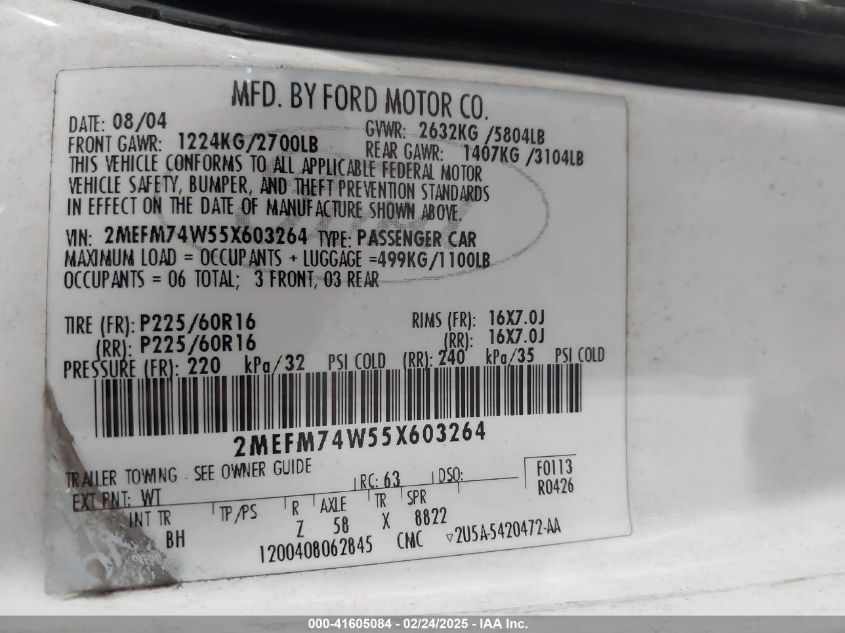 MFD. BY FORD MOTOR CO.
DATE: 08/04 GVWR: 2632KG /5804LB
FRONT GAWR: 1224KG/2700LB REAR GAWR: 1407KG /3104LB
THIS VEHICLE CONFORMS TO ALL APPLICABLE FEDERAL MOTOR
VEHICLE SAFETY, BUMPER, AND THEFT PREVENTION STANDARDS
IN EFFECT ON THE DATE OF MANUFACTURE SHOWN ABOVE.
VIN: 2MEFM74W55X603264 TYPE: PASSENGER CAR
MAXIMUM LOAD = OCCUPANTS + LUGGAGE =499KG/1100LB
OCCUPANTS = 06 TOTAL; 3 FRONT, 03 REAR
TIRE (FR): P225/60R16 RIMS (FR): 16X7.0J
(RR): P225/60R16 (RR): 16X7.0J
PRESSURE (FR): 220 kPa/32 PSI COLD (RR): 240 kPa/35 PSI COLD
2MEFM74W55X603264
TRAILER TOWING - SEE OWNER GUIDE
EXT PNT: WT RC: 63 DSO: F0113
R0426
INT TR TP/PS R AXLE TR SPR
BH Z 58 X 8822
1200408062845 CMC ▽2U5A-5420472-AA
000-41605084 - 02/24/2025 - IAA Inc.